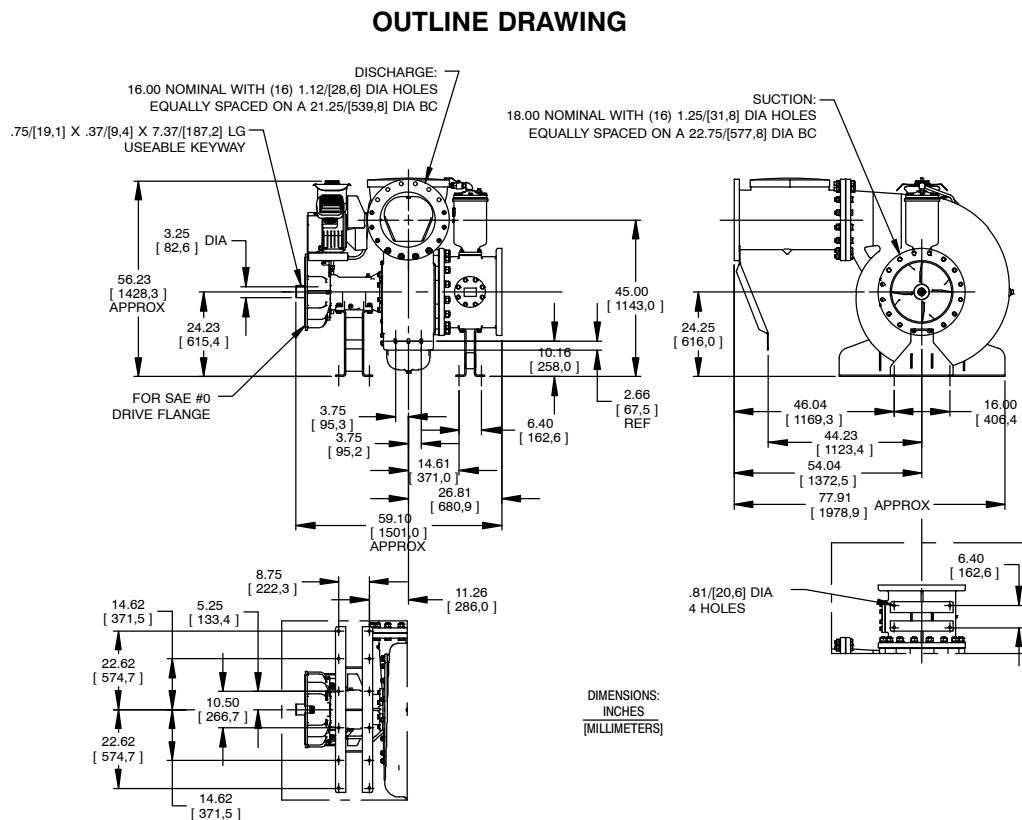 OUTLINE DRAWING
DISCHARGE:
16.00 NOMINAL WITH (16) 1.12/[28,6] DIA HOLES
EQUALLY SPACED ON A 21.25/[539,8] DIA BC
.75/[19,1] X .37/[9,4] X 7.37/[187,2] LG
USEABLE KEYWAY
3.25
[ 82,6 ]
DIA
56.23
[ 1428,3 ]
APPROX
24.23
[ 615,4 ]
FOR SAE #0
DRIVE FLANGE
45.00
[ 1143,0 ]
10.16
[ 258,0 ]
2.66
[ 67,5 ]
REF
3.75
[ 95,3 ]
3.75
[ 95,2 ]
6.40
[ 162,6 ]
14.61
[ 371,0 ]
26.81
[ 680,9 ]
59.10
[ 1501,0 ]
APPROX
SUCTION:
18.00 NOMINAL WITH (16) 1.25/[31,8] DIA HOLES
EQUALLY SPACED ON A 22.75/[577,8] DIA BC
24.25
[ 616,0 ]
46.04
[ 1169,3 ]
16.00
[ 406,4
44.23
[ 1123,4 ]
54.04
[ 1372,5 ]
77.91
[ 1978,9 ]
APPROX
8.75
[ 222,3 ]
11.26
[ 286,0 ]
14.62
[ 371,5 ]
5.25
[ 133,4 ]
22.62
[ 574,7 ]
10.50
[ 266,7 ]
22.62
[ 574,7 ]
14.62
[ 371,5 ]
.81/[20,6] DIA
4 HOLES
6.40
[ 162,6 ]
DIMENSIONS:
INCHES
[MILLIMETERS]